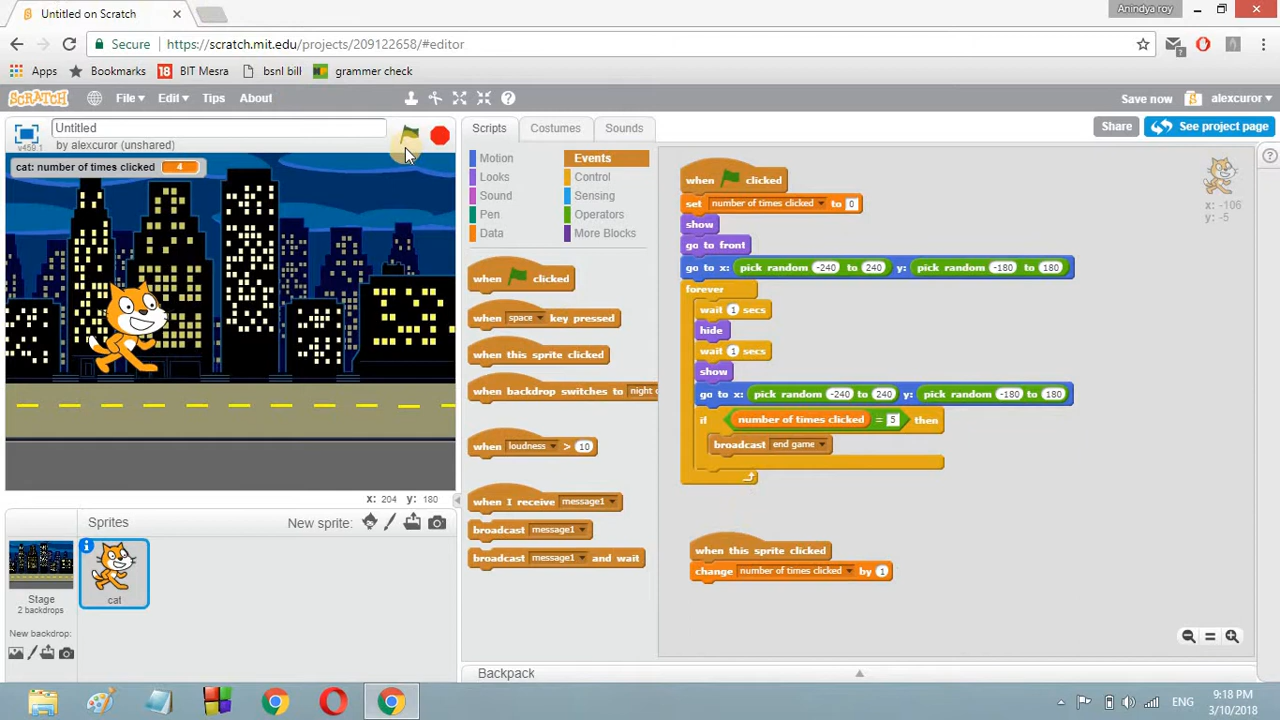 Untitled on Scratch
Anindya roy
Secure https://scratch.mit.edu/projects/209122658/#editor
Apps Bookmarks 18 BIT Mesra bsnl bill grammer check
SCRATCH File Edit Tips About Save now alexcuror
Untitled
by alexcuror (unshared)
v459.1
Scripts Costumes Sounds
Share See project page
cat: number of times clicked 4
Motion Events
Looks Control
Sound Sensing
Pen Operators
Data More Blocks
when clicked
when space key pressed
when this sprite clicked
when backdrop switches to night
when loudness > 10
when I receive message1
broadcast message1
broadcast message1 and wait
when clicked
set number of times clicked to 0
show
go to front
go to x: pick random -240 to 240 y: pick random -180 to 180
forever
wait 1 secs
hide
wait 1 secs
show
go to x: pick random -240 to 240 y: pick random -180 to 180
if number of times clicked = 5 then
broadcast end game
when this sprite clicked
change number of times clicked by 1
x: -106
y: -5
x: 204 y: 180
Sprites New sprite:
Stage
2 backdrops
New backdrop:
cat
Backpack
ENG
9:18 PM
3/10/2018